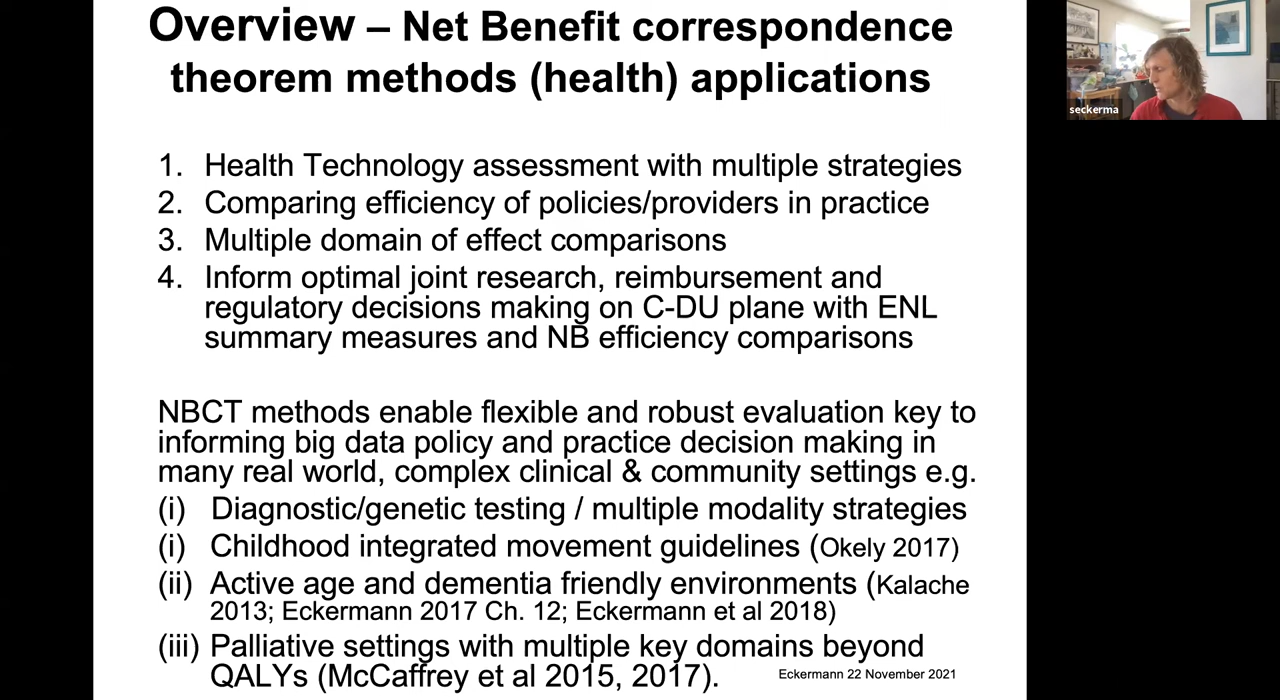 Overview – Net Benefit correspondence
theorem methods (health) applications
seckerma
1. Health Technology assessment with multiple strategies
2. Comparing efficiency of policies/providers in practice
3. Multiple domain of effect comparisons
4. Inform optimal joint research, reimbursement and
regulatory decisions making on C-DU plane with ENL
summary measures and NB efficiency comparisons
NBCT methods enable flexible and robust evaluation key to
informing big data policy and practice decision making in
many real world, complex clinical & community settings e.g.
(i) Diagnostic/genetic testing / multiple modality strategies
(i) Childhood integrated movement guidelines (Okely 2017)
(ii) Active age and dementia friendly environments (Kalache
2013; Eckermann 2017 Ch. 12; Eckermann et al 2018)
(iii) Palliative settings with multiple key domains beyond
QALYs (McCaffrey et al 2015, 2017).
Eckermann 22 November 2021